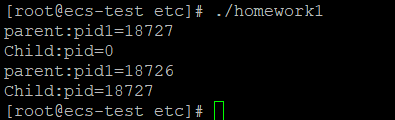 [root@ecs-test etc]# ./homework1
parent:pid1=18727
Child:pid=0
parent:pid1=18726
Child:pid=18727
[root@ecs-test etc]#